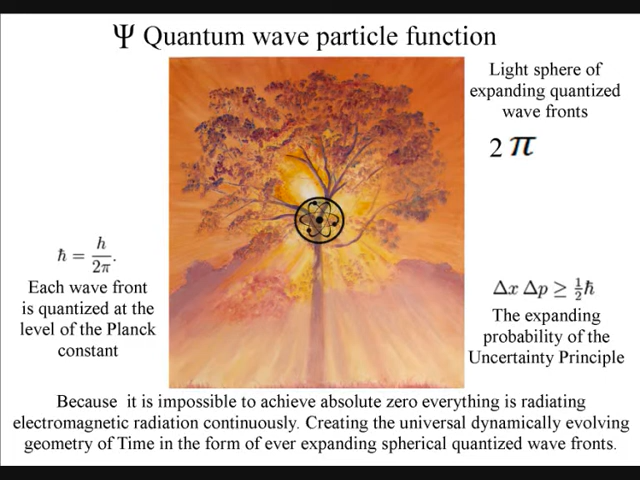 Ψ Quantum wave particle function
Light sphere of
expanding quantized
wave fronts
2 π
ħ = h/2π.
Each wave front
is quantized at the
level of the Planck
constant
Δx Δp ≥ ½ħ
The expanding
probability of the
Uncertainty Principle
Because it is impossible to achieve absolute zero everything is radiating
electromagnetic radiation continuously. Creating the universal dynamically evolving
geometry of Time in the form of ever expanding spherical quantized wave fronts.